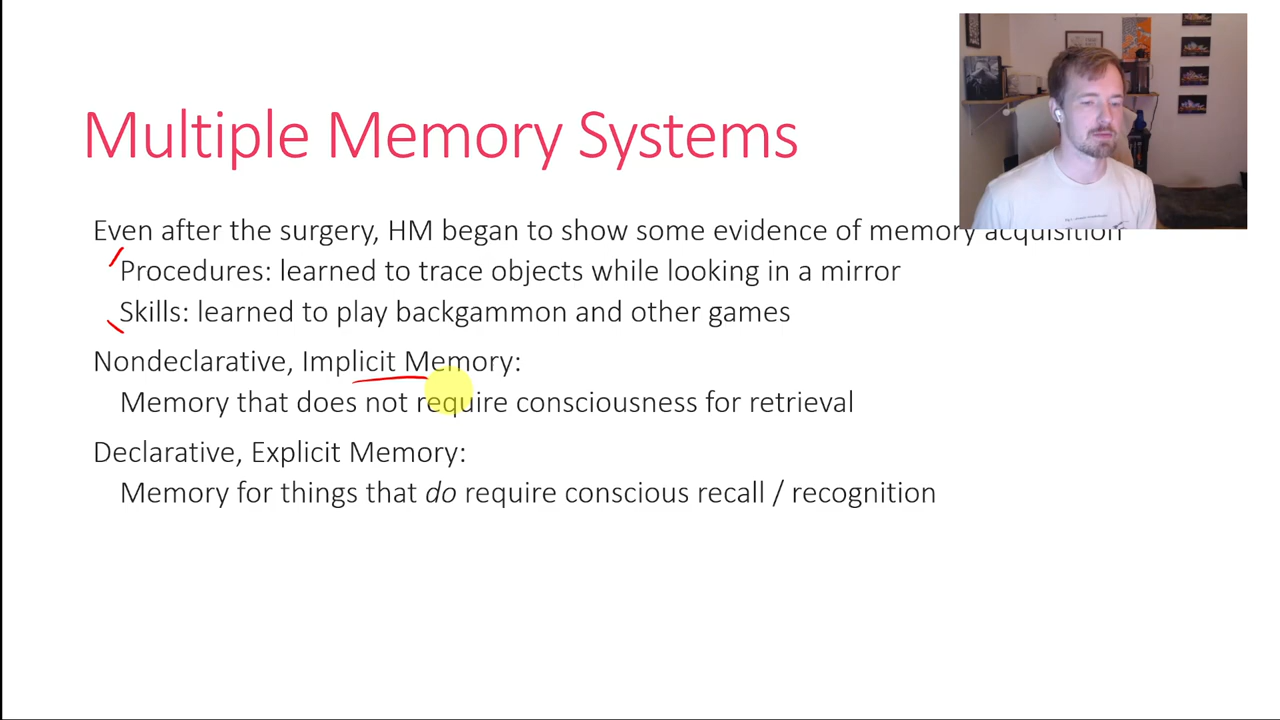 Multiple Memory Systems
Even after the surgery, HM began to show some evidence of memory acquisition
Procedures: learned to trace objects while looking in a mirror
Skills: learned to play backgammon and other games
Nondeclarative, Implicit Memory:
Memory that does not require consciousness for retrieval
Declarative, Explicit Memory:
Memory for things that do require conscious recall / recognition